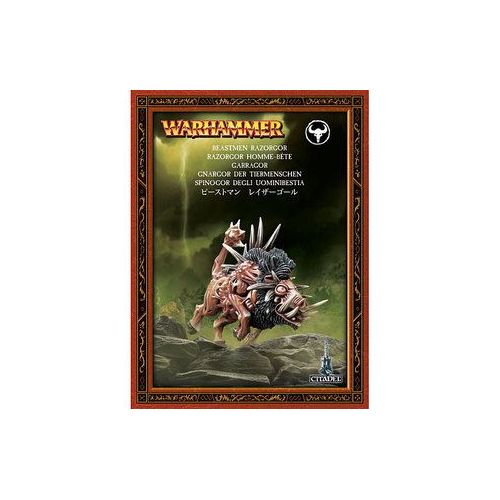 WARHAMMER
BEASTMEN RAZORGOR
RAZORGOR HOMME-BÊTE
GARRAGOR
GNARGOR DER TIERMENSCHEN
SPINOGOR DEGLI UOMINIBESTIA
ビーストマン レイザーゴール
CITADEL